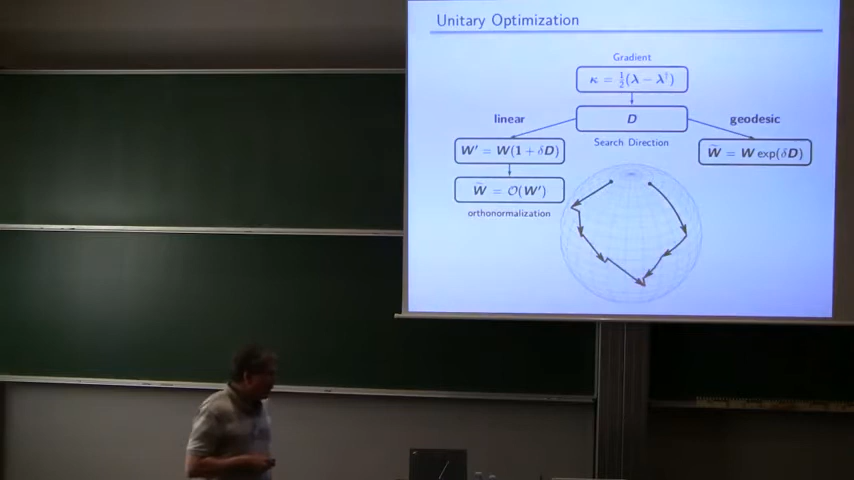 Unitary Optimization
Gradient
κ = ½(λ − λ†)
linear
D
geodesic
Search Direction
W′ = W(1 + δD)
W̃ = W exp(δD)
W̃ = O(W′)
orthonormalization